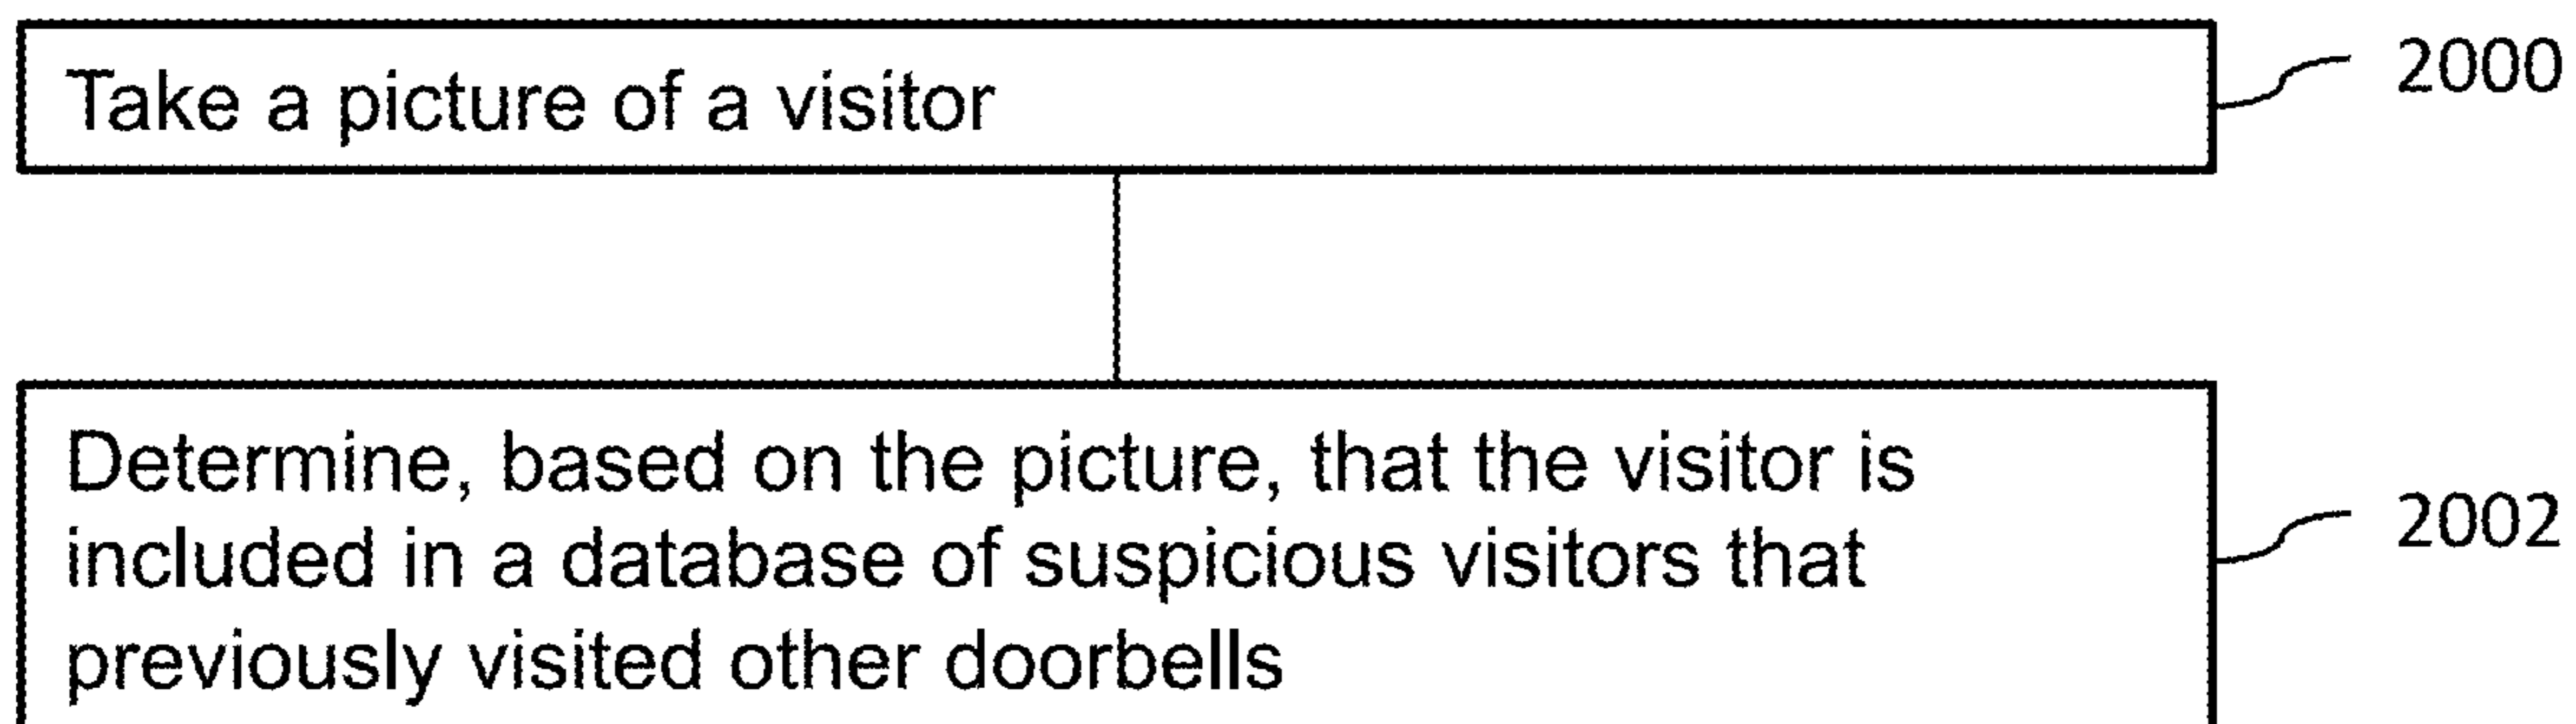 Take a picture of a visitor
2000
Determine, based on the picture, that the visitor is
included in a database of suspicious visitors that
previously visited other doorbells
2002